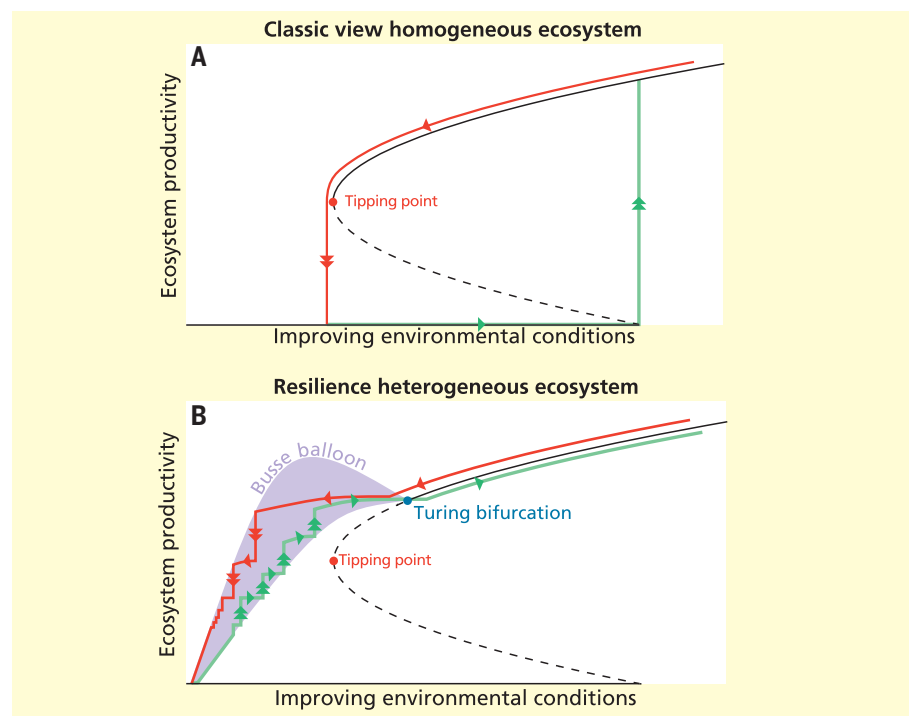 Classic view homogeneous ecosystem
A
Ecosystem productivity
Tipping point
Improving environmental conditions
Resilience heterogeneous ecosystem
B
Ecosystem productivity
Busse balloon
Turing bifurcation
Tipping point
Improving environmental conditions